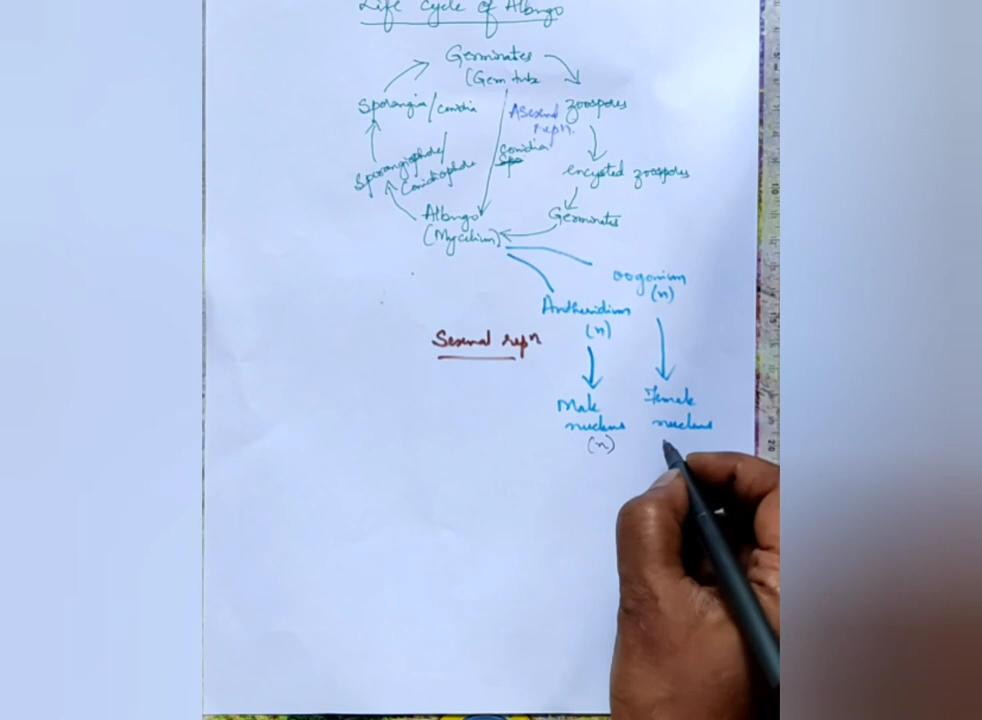 Life Cycle of Albugo
Germinates
(Germ tube
Sporangia/conidia
Asexual
repn.
zoospores
Conidia
Sporangiophore/
Conidiophore
encysted zoospores
Albugo
(Mycelium)
Germinates
oogonium
(n)
Antheridium
(n)
Sexual repn
Male
nucleus
(n)
Female
nucleus